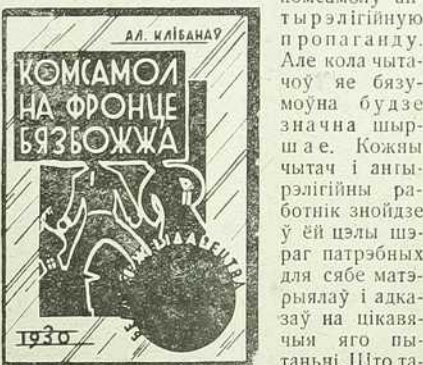 АЛ. КЛІБАНАЎ
КОМСАМОЛ
НА ФРОНЦЕ
БЯЗБОЖЖА
1930
тырэлігійную
пропаганду.
Але кола чыта-
чоў яе бязу-
моўна будзе
значна шыр-
шае. Кожны
чытач і анты-
рэлігійны ра-
ботнік знойдзе
ў ёй цэлы шэ-
раг патрэбных
для сябе матэ-
рыялаў і адка-
заў на цікавя-
чыя яго пы-
таньні. Што та-